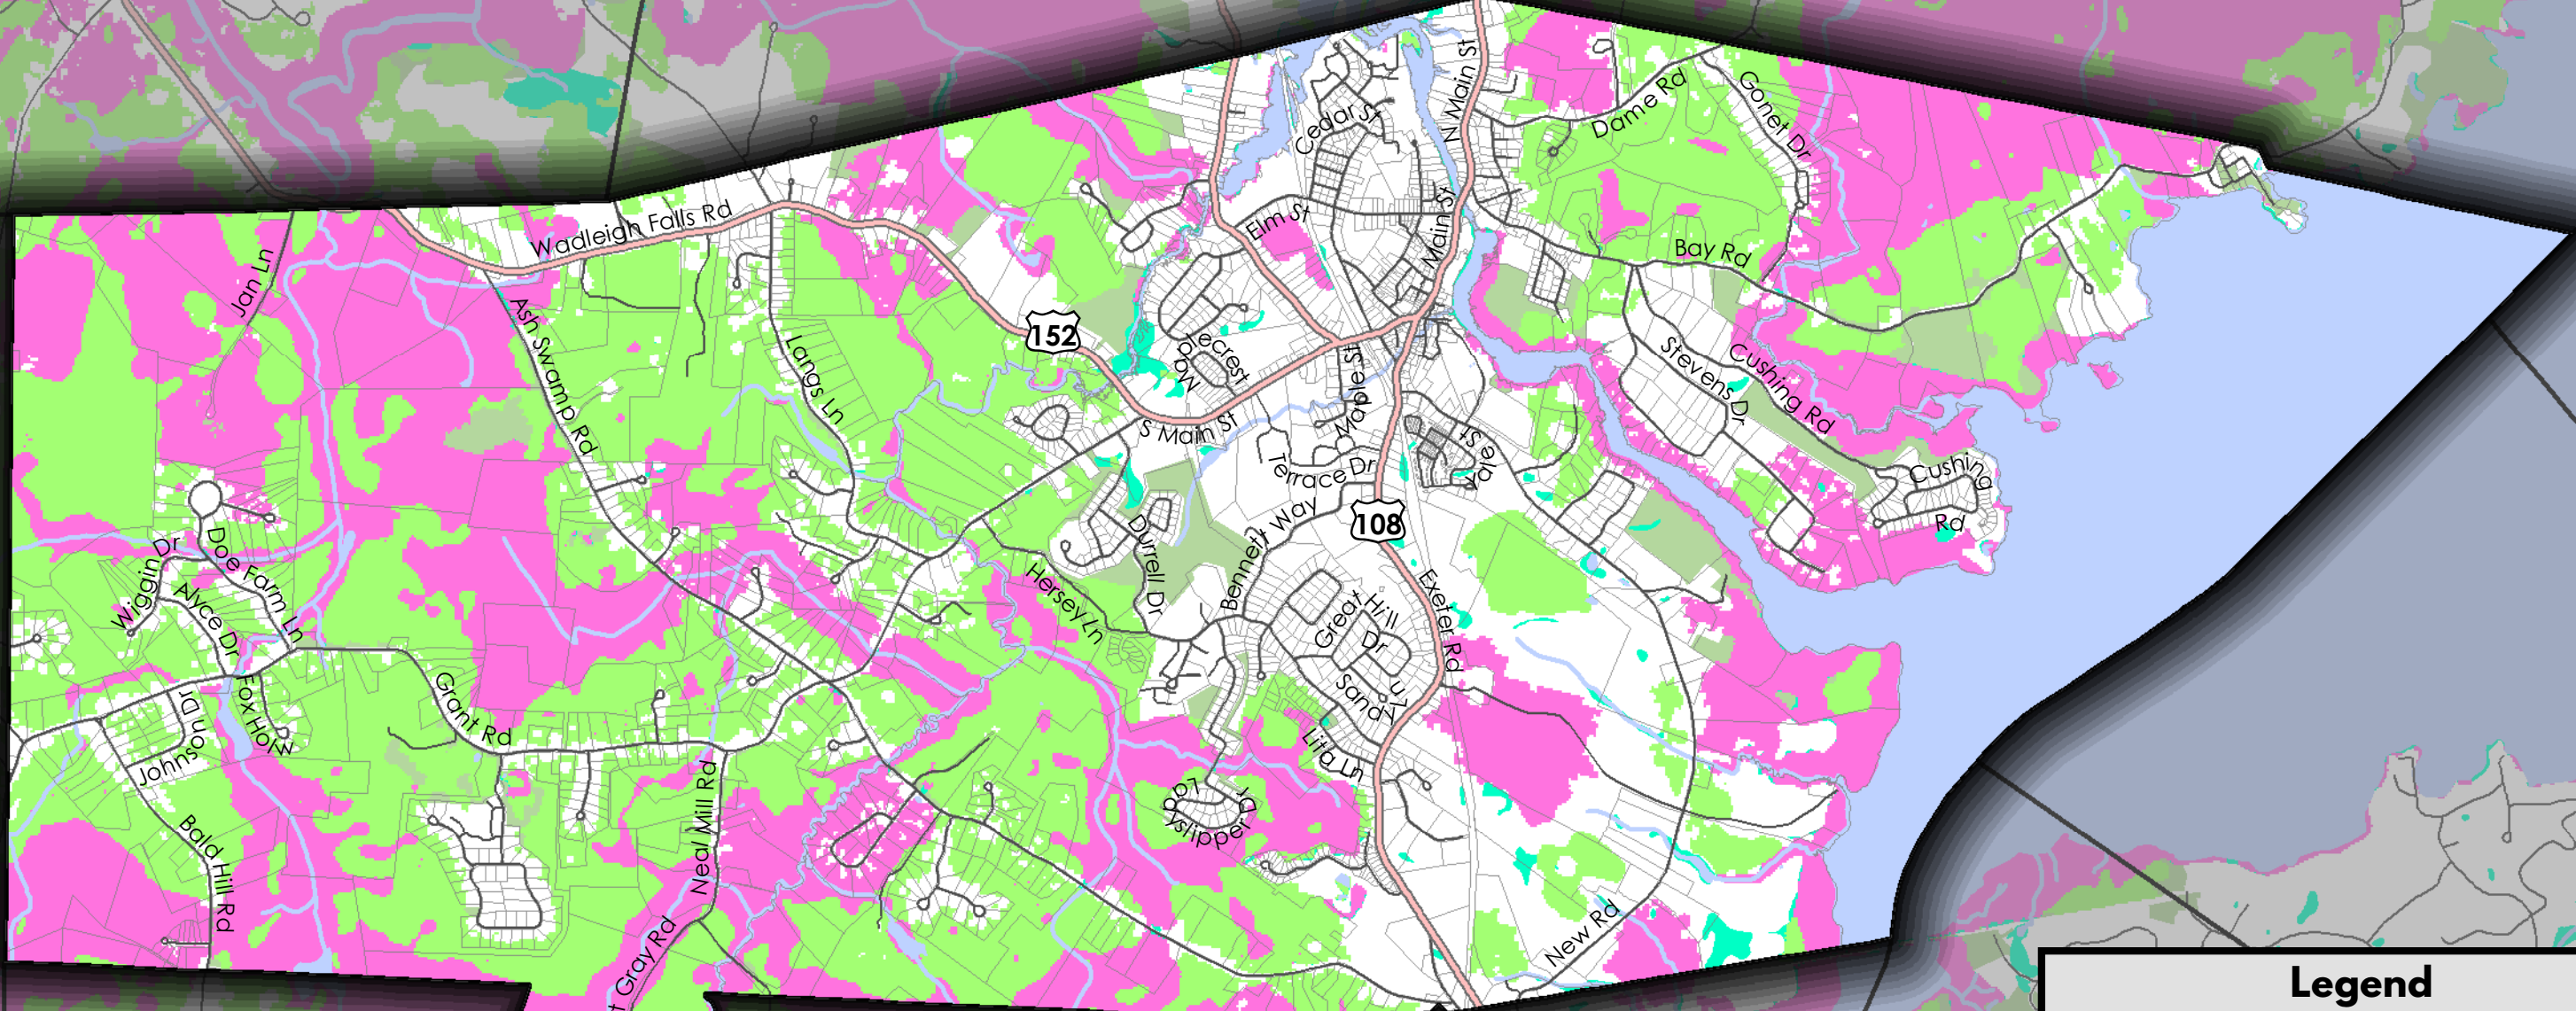 N Main St
Cedar St
Dame Rd
Gonet Dr
Wadleigh Falls Rd
Elm St
Main St
Bay Rd
Jan Ln
Ash Swamp Rd
Langs Ln
152
Maplecrest
Maple St
Stevens Dr
Cushing Rd
S Main St
Terrace Dr
Exeter St
Cushing
Rd
108
Bennett Way
Durrell Dr
Hersey Ln
Doe Farm Ln
Wiggin Dr
Alyce Dr
Great Hill
Dr
Exeter Rd
Sandy Ln
Fox Holw
Johnson Dr
Grant Rd
Lita Ln
Ladyslipper Dr
Neal Mill Rd
Bald Hill Rd
New Rd
t Gray Rd
Legend